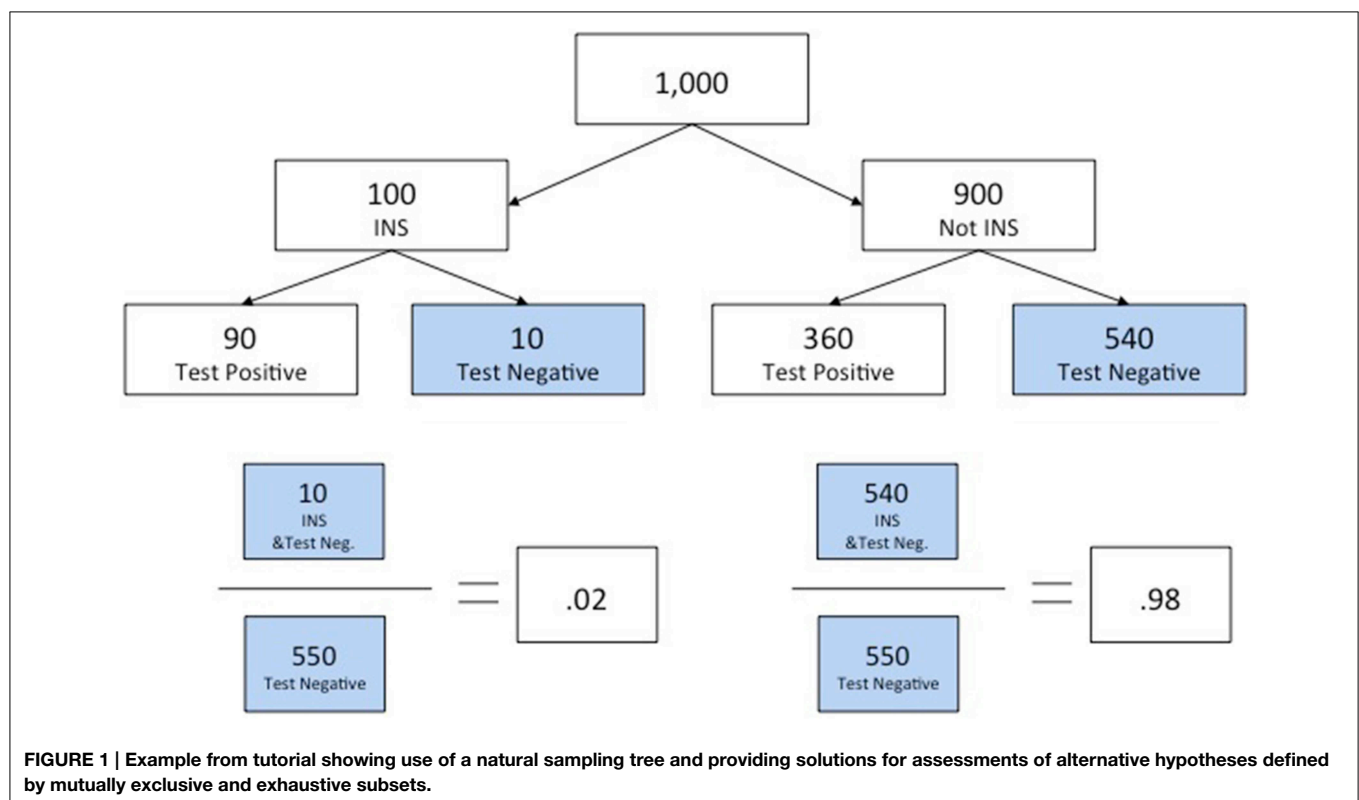 1,000
100
INS
900
Not INS
90
Test Positive
10
Test Negative
360
Test Positive
540
Test Negative
10
INS
&Test Neg.
550
Test Negative
=
.02
540
INS
&Test Neg.
550
Test Negative
=
.98
FIGURE 1 | Example from tutorial showing use of a natural sampling tree and providing solutions for assessments of alternative hypotheses defined
by mutually exclusive and exhaustive subsets.